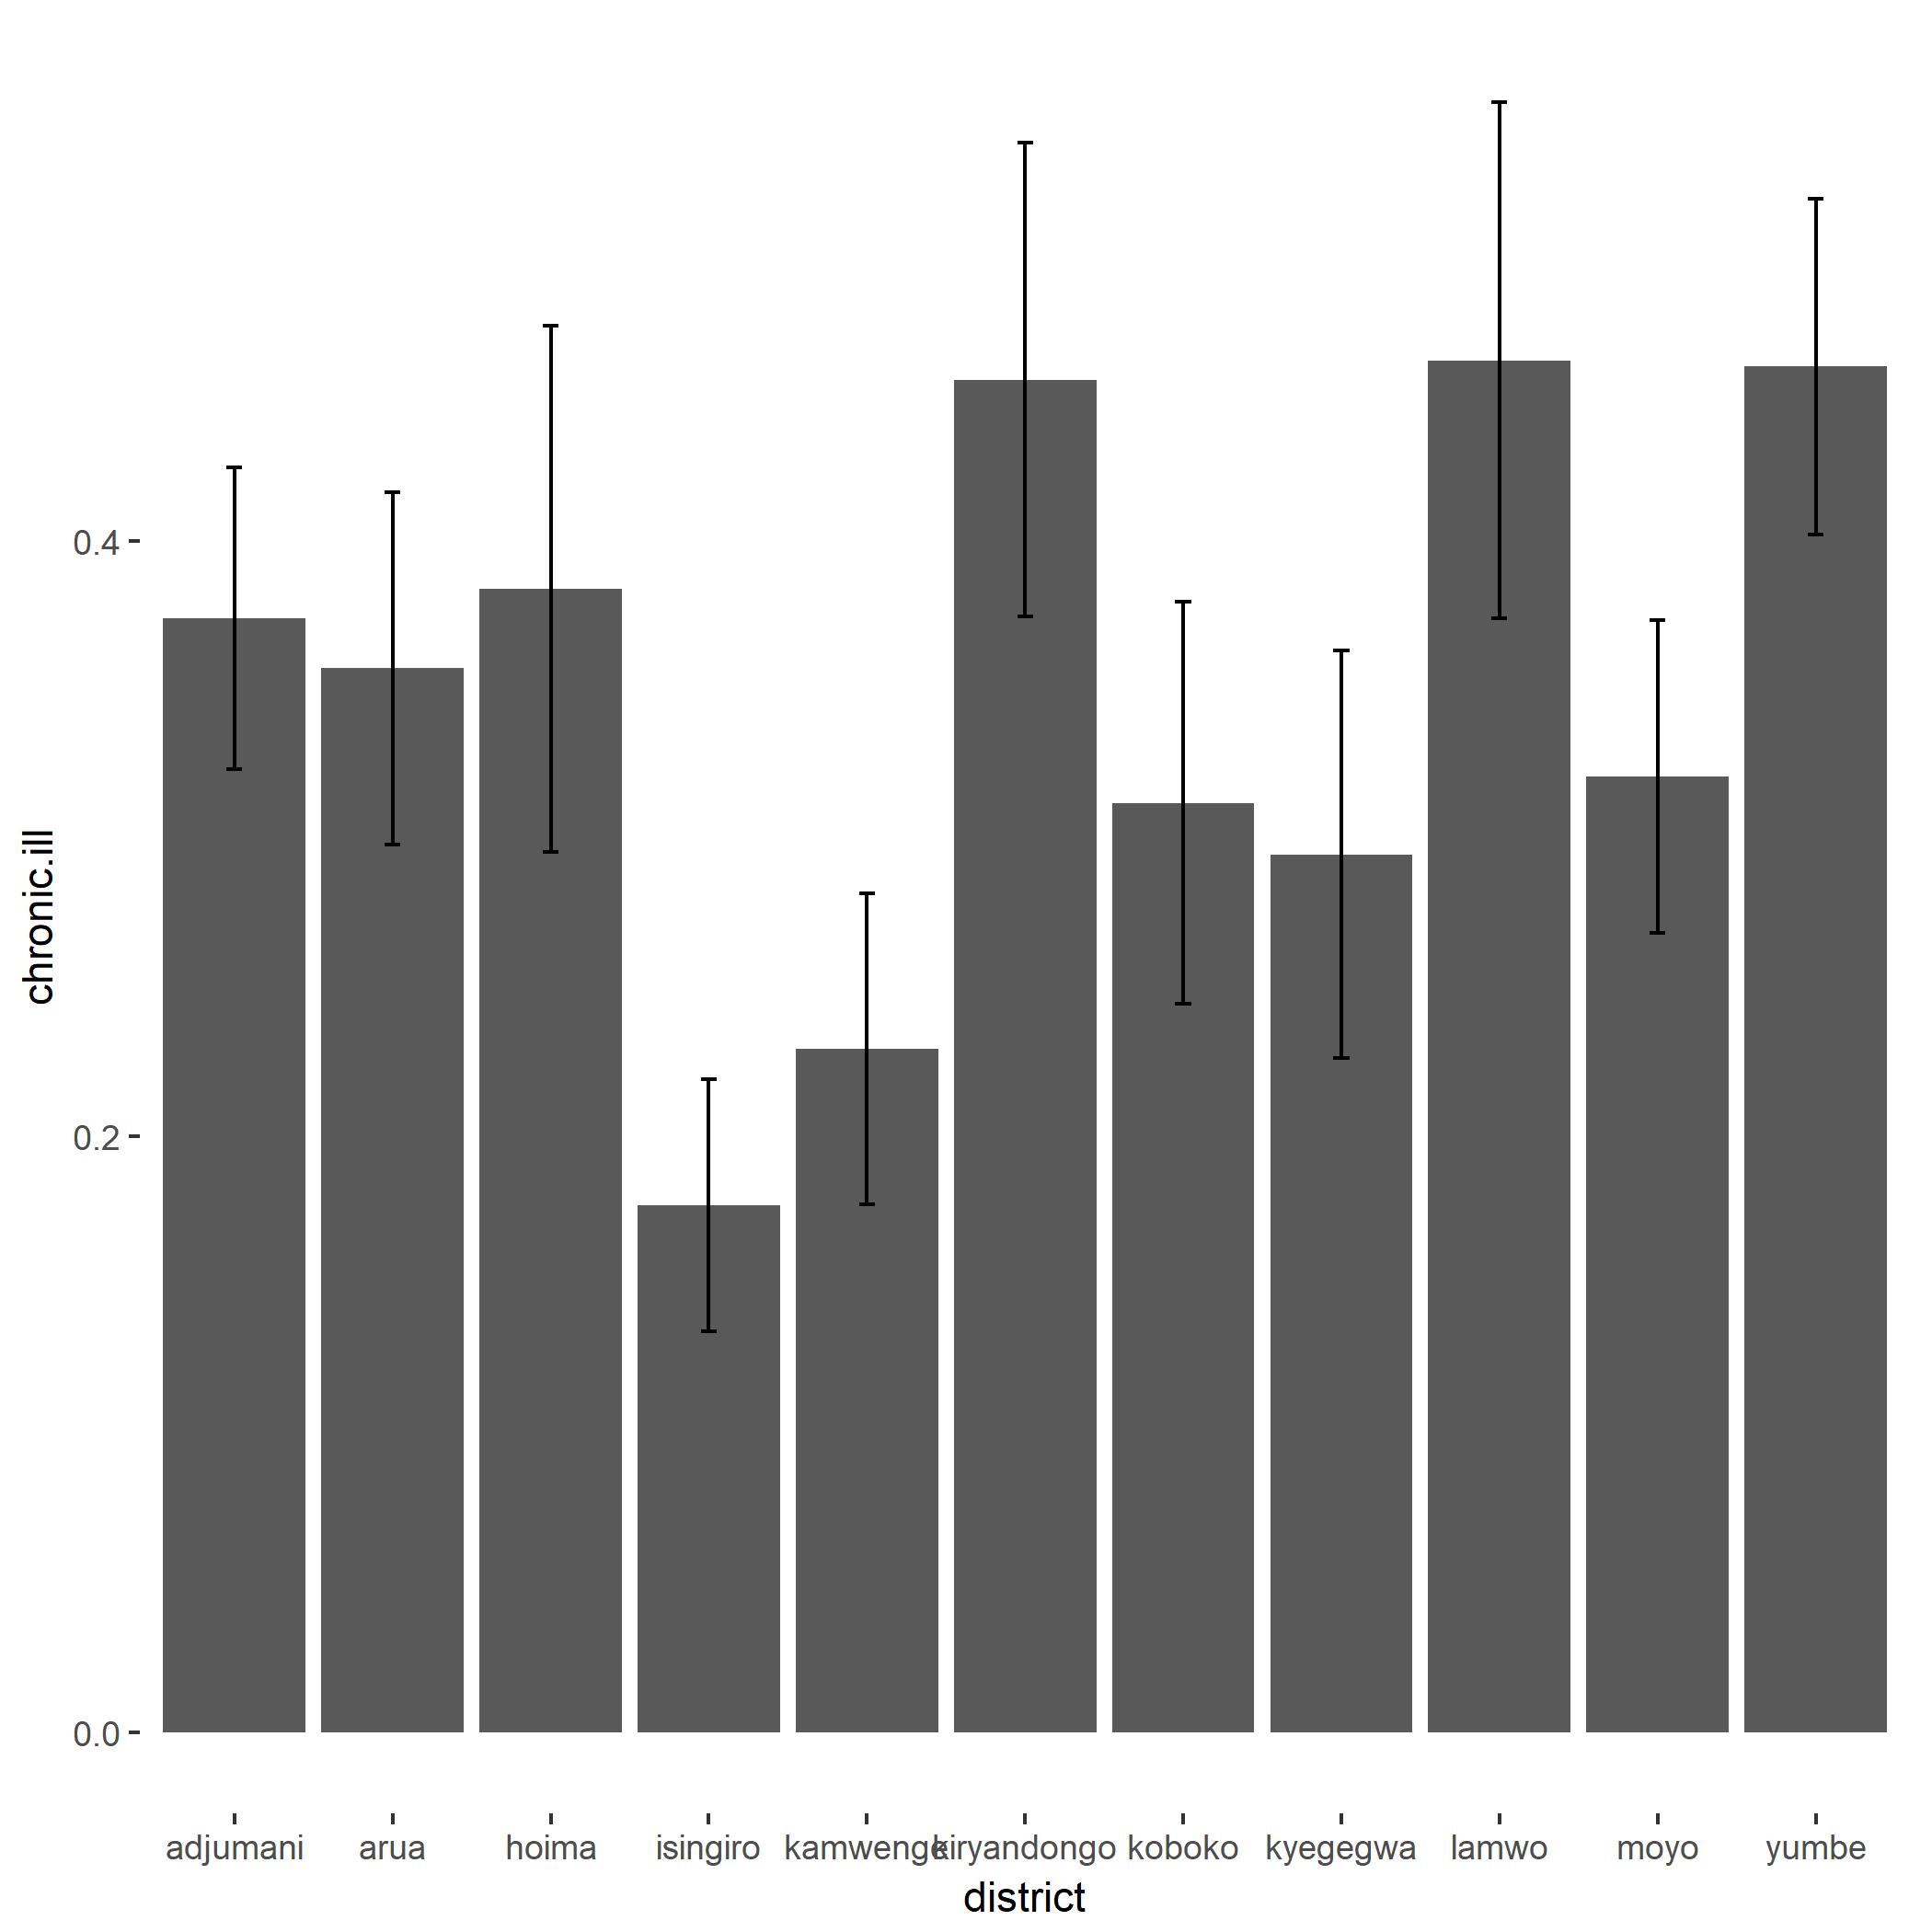 chronic.ill
0.4
0.2
0.0
adjumani arua hoima isingiro kamwenge kiryandongo koboko kyegegwa lamwo moyo yumbe
district